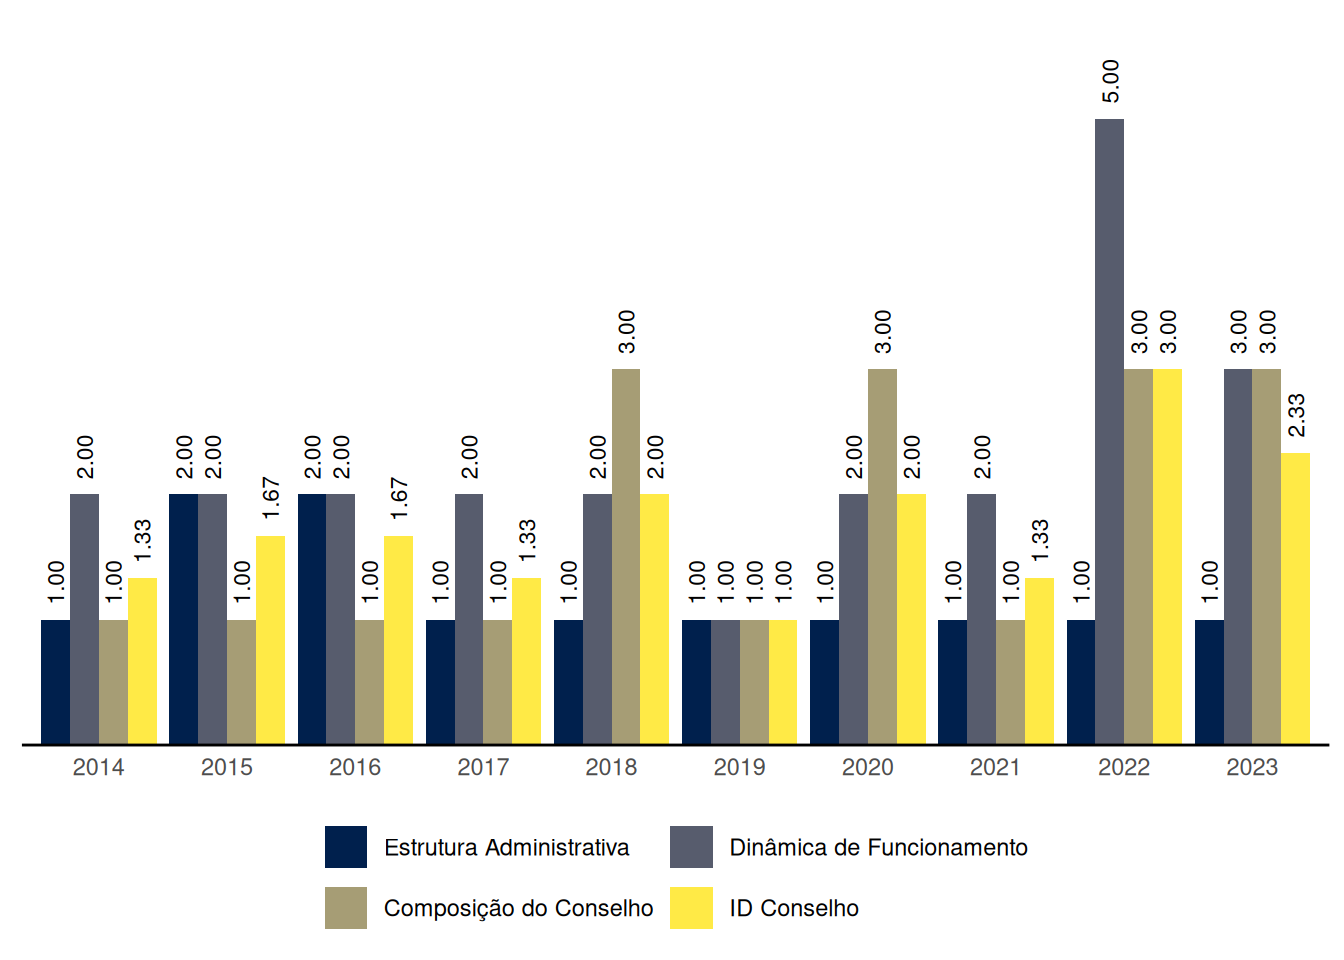 5.00
3.00 3.00 3.00 3.00 3.00 3.00
2.33
2.00 2.00 2.00 2.00 2.00 2.00 2.00 2.00 2.00 2.00 2.00
1.67 1.67
1.33 1.33 1.33
1.00 1.00 1.00 1.00 1.00 1.00 1.00 1.00 1.00 1.00 1.00 1.00 1.00 1.00 1.00 1.00
2014 2015 2016 2017 2018 2019 2020 2021 2022 2023
Estrutura Administrativa Dinâmica de Funcionamento
Composição do Conselho ID Conselho